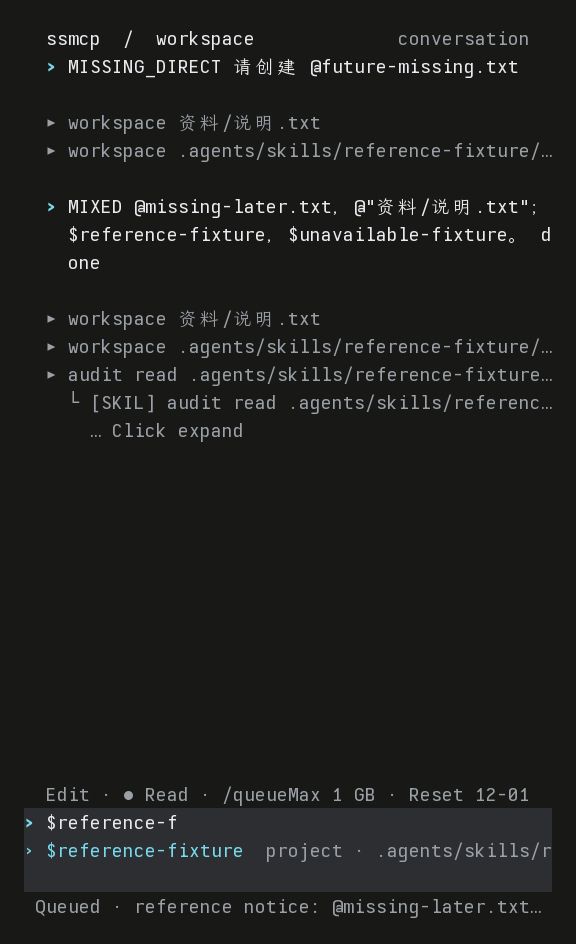 ssmcp / workspace conversation
› MISSING_DIRECT 请创建 @future-missing.txt
▸ workspace 资料/说明.txt
▸ workspace .agents/skills/reference-fixture/…
› MIXED @missing-later.txt, @"资料/说明.txt";
$reference-fixture, $unavailable-fixture。 d
one
▸ workspace 资料/说明.txt
▸ workspace .agents/skills/reference-fixture/…
▸ audit read .agents/skills/reference-fixture…
└ [SKIL] audit read .agents/skills/referenc…
… Click expand
Edit · ● Read · /queueMax 1 GB · Reset 12-01
› $reference-f
› $reference-fixture project · .agents/skills/r
Queued · reference notice: @missing-later.txt…